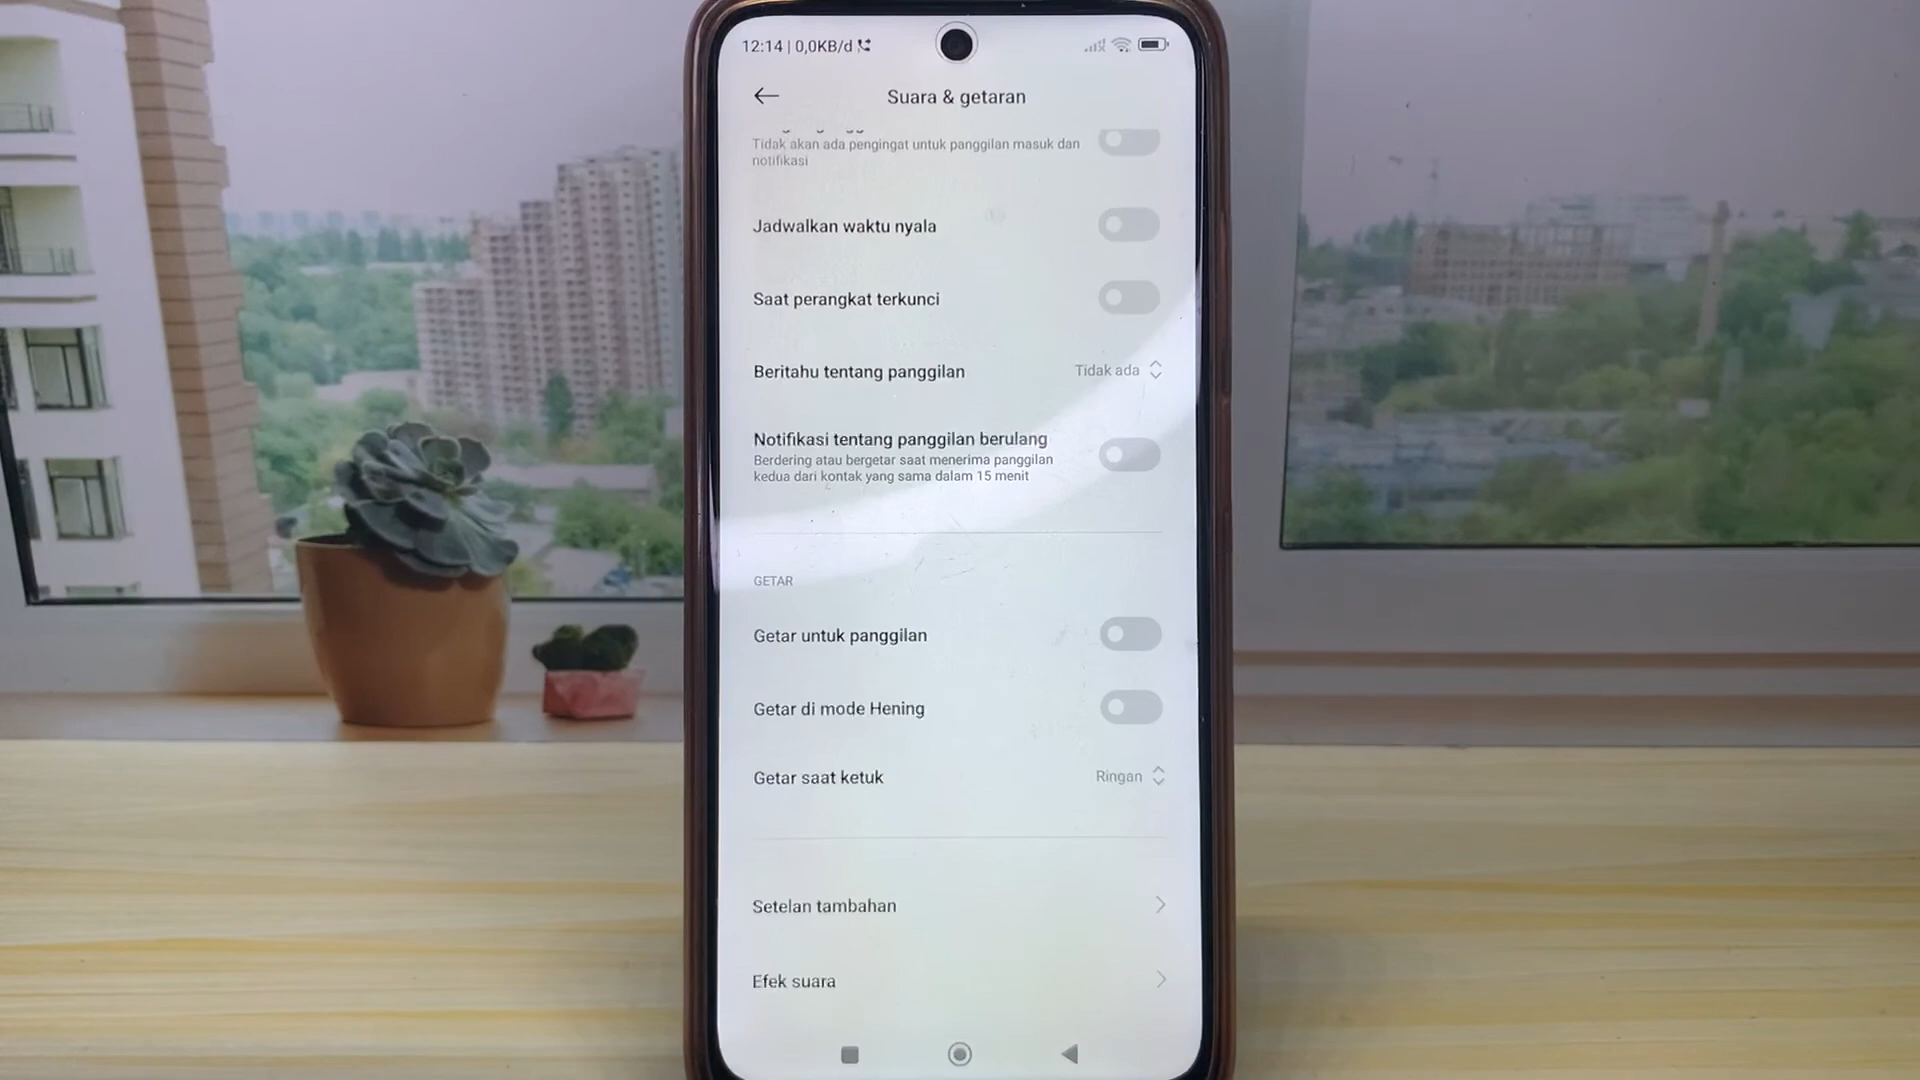 12:14 | 0,0KB/d
Suara & getaran
Tidak akan ada pengingat untuk panggilan masuk dan
notifikasi
Jadwalkan waktu nyala
Saat perangkat terkunci
Beritahu tentang panggilan
Tidak ada
Notifikasi tentang panggilan berulang
Berdering atau bergetar saat menerima panggilan
kedua dari kontak yang sama dalam 15 menit
GETAR
Getar untuk panggilan
Getar di mode Hening
Getar saat ketuk
Ringan
Setelan tambahan
Efek suara